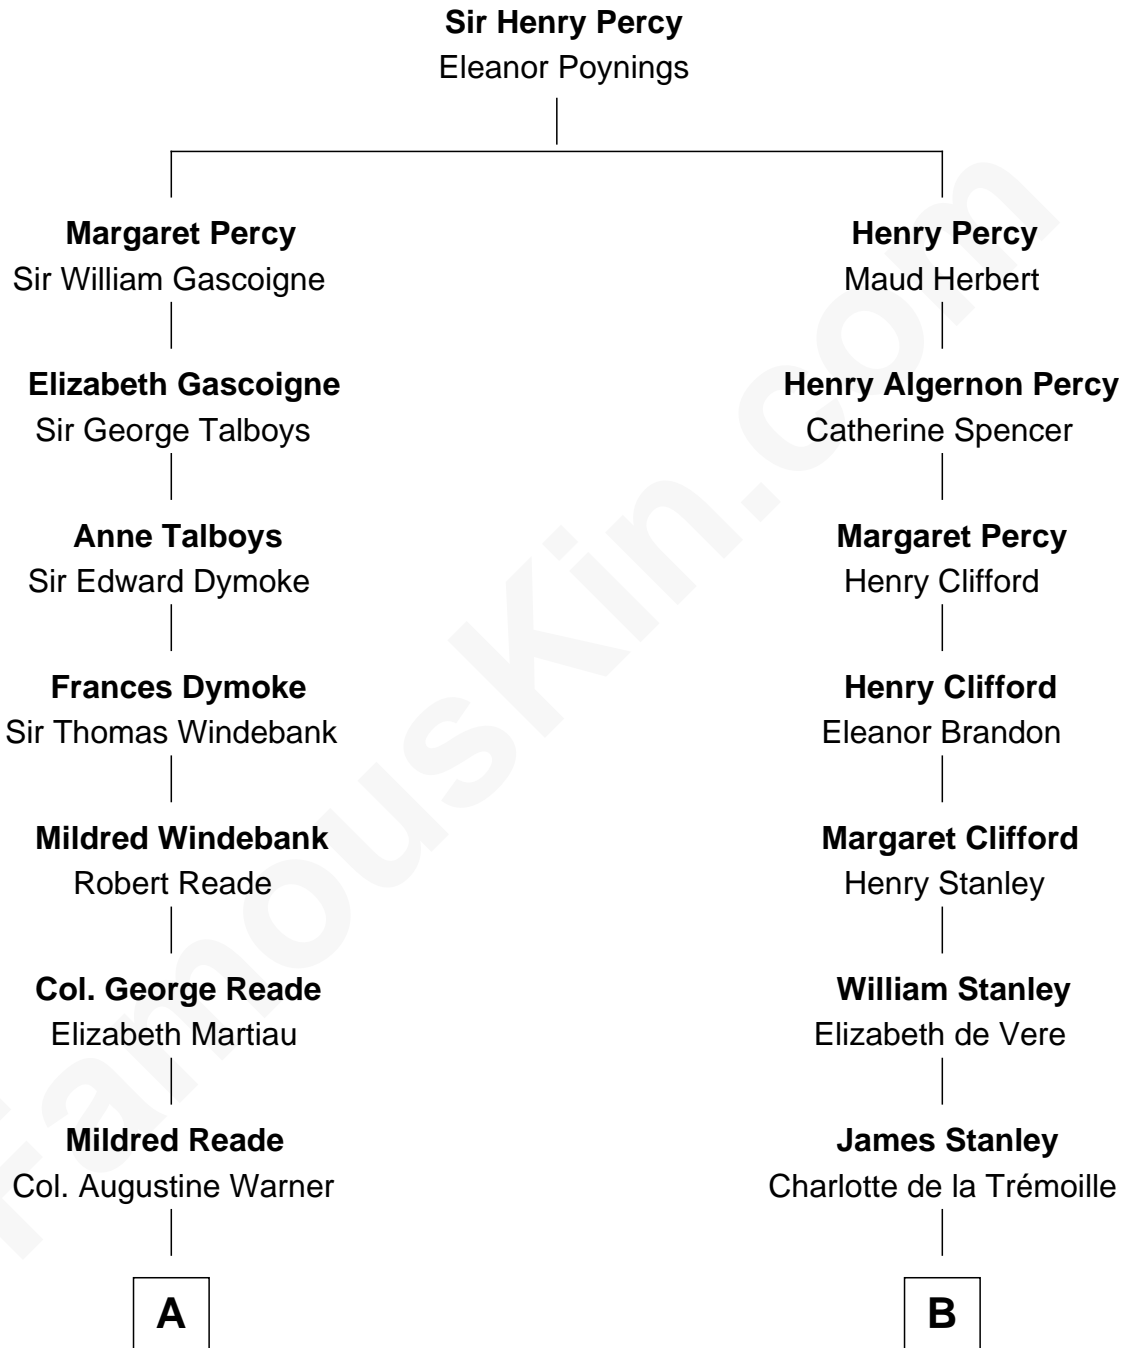 Sir Henry Percy
Eleanor Poynings
Margaret Percy
Sir William Gascoigne
Henry Percy
Maud Herbert
Elizabeth Gascoigne
Sir George Talboys
Henry Algernon Percy
Catherine Spencer
Anne Talboys
Sir Edward Dymoke
Margaret Percy
Henry Clifford
Frances Dymoke
Sir Thomas Windebank
Henry Clifford
Eleanor Brandon
Mildred Windebank
Robert Reade
Margaret Clifford
Henry Stanley
Col. George Reade
Elizabeth Martiau
William Stanley
Elizabeth de Vere
Mildred Reade
Col. Augustine Warner
James Stanley
Charlotte de la Trémoille
A
B
FamousKin.com